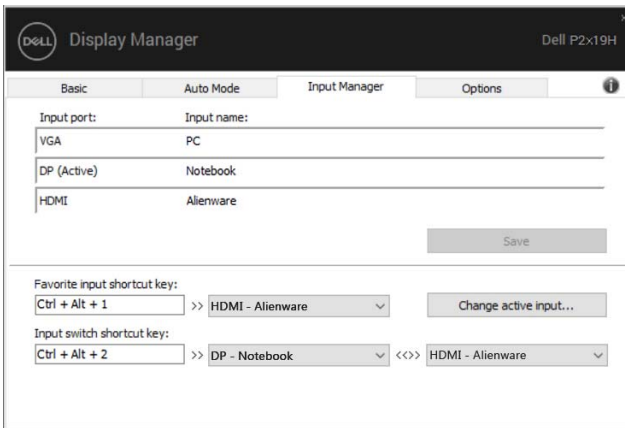 DELL Display Manager Dell P2x19H
Basic Auto Mode Input Manager Options
Input port: Input name:
VGA PC
DP (Active) Notebook
HDMI Alienware
Save
Favorite input shortcut key:
Ctrl + Alt + 1 >> HDMI - Alienware Change active input...
Input switch shortcut key:
Ctrl + Alt + 2 >> DP - Notebook <<>> HDMI - Alienware